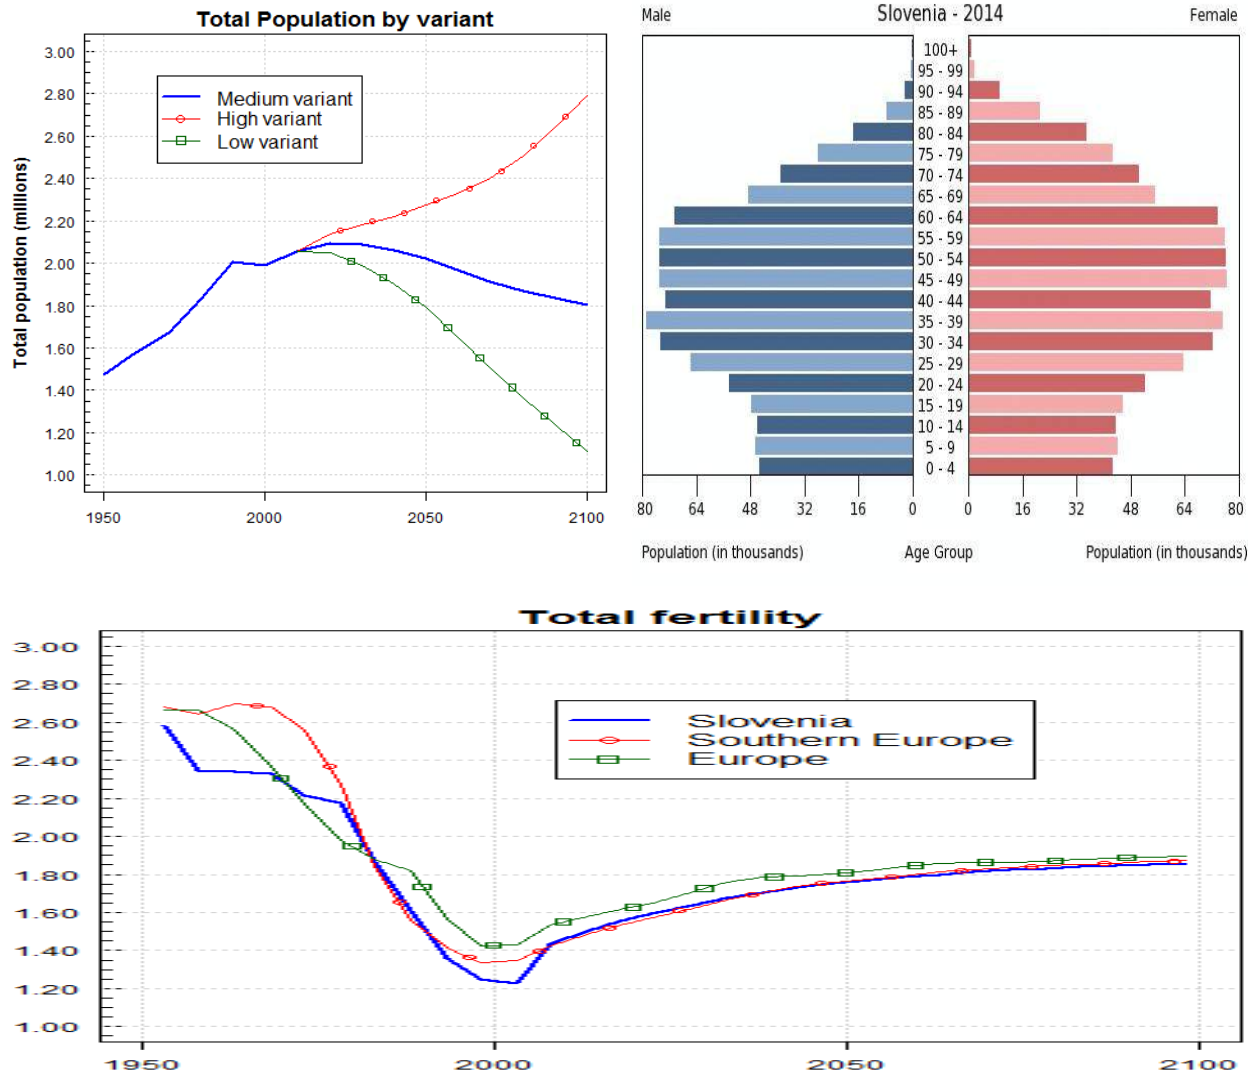 Total Population by variant
Total population (millions)
3.00
2.80
2.60
2.40
2.20
2.00
1.80
1.60
1.40
1.20
1.00
Medium variant
High variant
Low variant
1950 2000 2050 2100
Male Slovenia - 2014 Female
100+
95 - 99
90 - 94
85 - 89
80 - 84
75 - 79
70 - 74
65 - 69
60 - 64
55 - 59
50 - 54
45 - 49
40 - 44
35 - 39
30 - 34
25 - 29
20 - 24
15 - 19
10 - 14
5 - 9
0 - 4
80 64 48 32 16 0 0 16 32 48 64 80
Population (in thousands) Age Group Population (in thousands)
Total fertility
3.00
2.80
2.60
2.40
2.20
2.00
1.80
1.60
1.40
1.20
1.00
Slovenia
Southern Europe
Europe
1950 2000 2050 2100